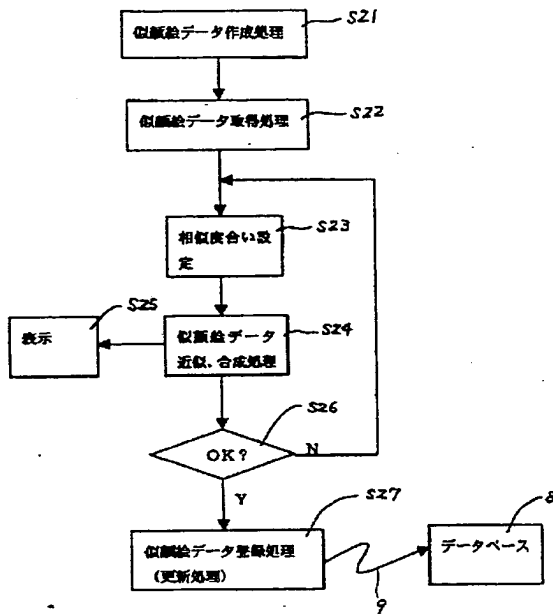 似顔絵データ作成処理
S21
似顔絵データ取得処理
S22
相似度合い設
定
S23
S25
表示
似顔絵データ
近似、合成処理
S24
S26
OK?
N
Y
S27
似顔絵データ登録処理
(更新処理)
8
データベース
9